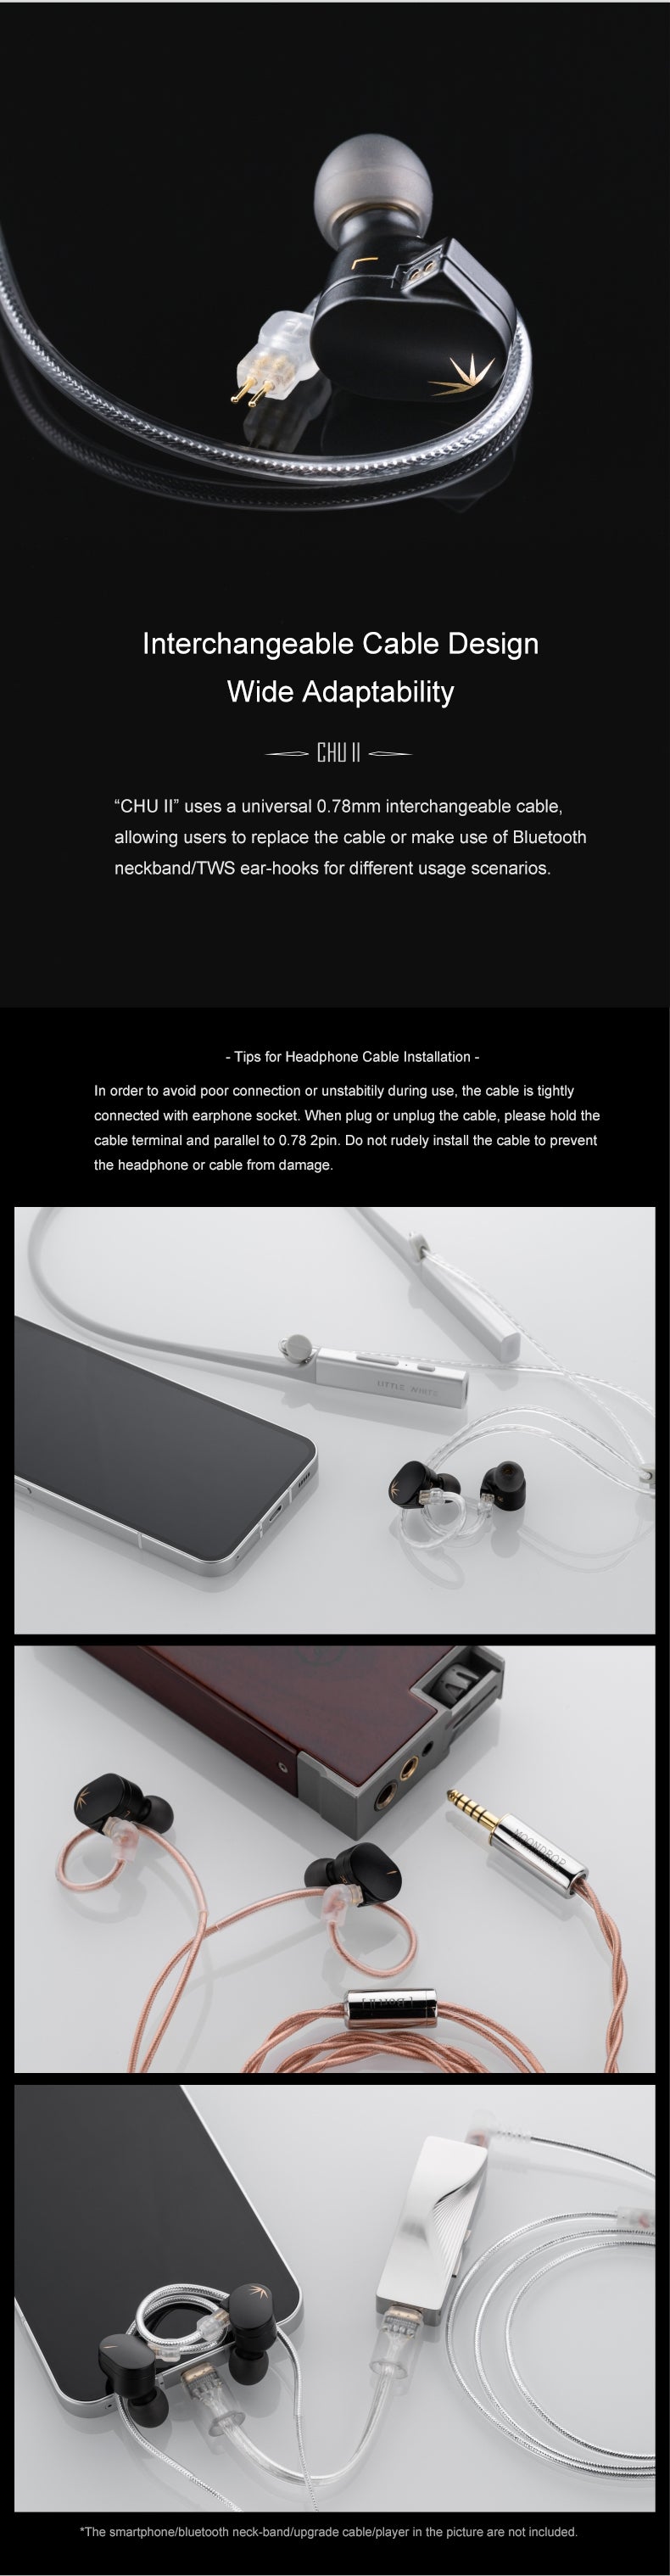 Interchangeable Cable Design
Wide Adaptability
CHU II
“CHU II” uses a universal 0.78mm interchangeable cable,
allowing users to replace the cable or make use of Bluetooth
neckband/TWS ear-hooks for different usage scenarios.
- Tips for Headphone Cable Installation -
In order to avoid poor connection or unstabitily during use, the cable is tightly
connected with earphone socket. When plug or unplug the cable, please hold the
cable terminal and parallel to 0.78 2pin. Do not rudely install the cable to prevent
the headphone or cable from damage.
LITTLE WHITE
MOONDROP
*The smartphone/bluetooth neck-band/upgrade cable/player in the picture are not included.